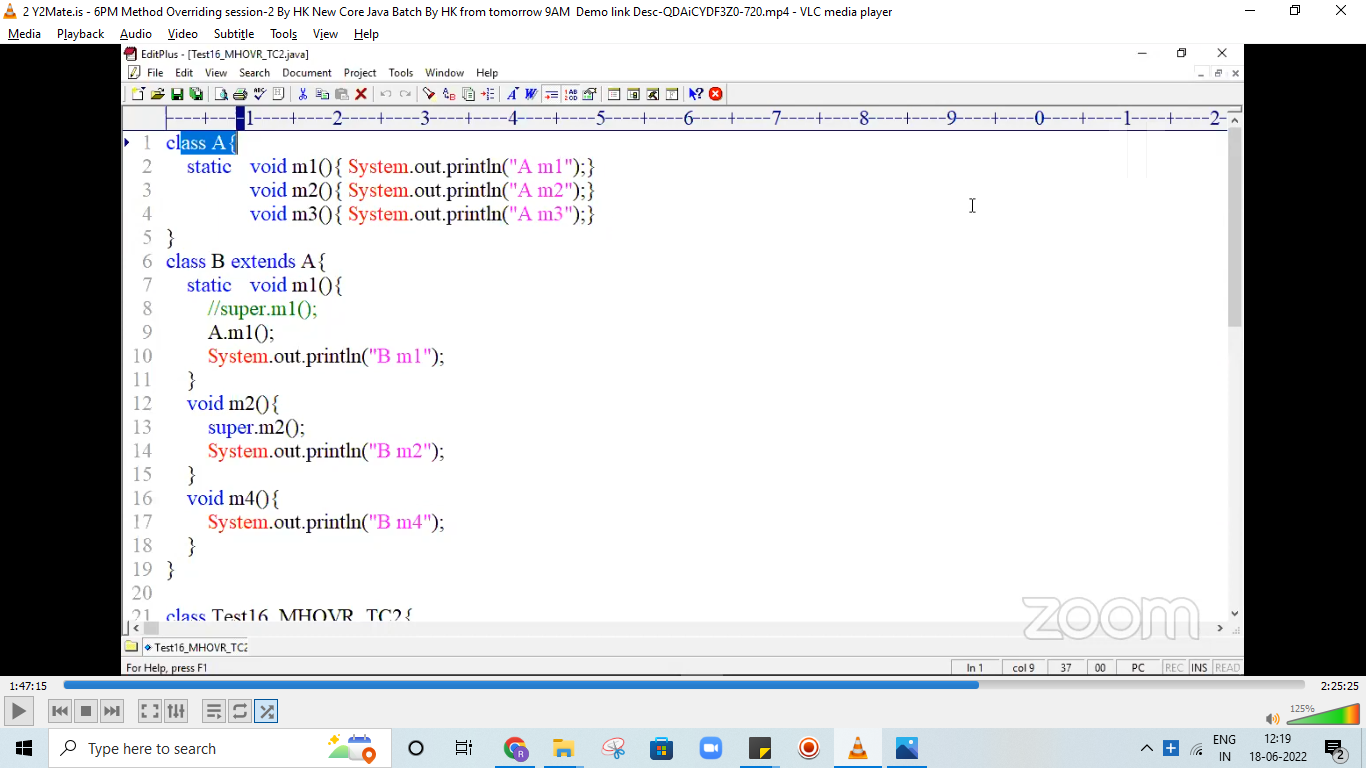 2 Y2Mate.is - 6PM Method Overriding session-2 By HK New Core Java Batch By HK from tomorrow 9AM  Demo link Desc-QDAiCYDF3Z0-720.mp4 - VLC media player
Media Playback Audio Video Subtitle Tools View Help
EditPlus - [Test16_MHOVR_TC2.java]
File Edit View Search Document Project Tools Window Help
----+----1----+----2----+----3----+----4----+----5----+----6----+----7----+----8----+----9----+----0----+----1----+----2-
1 class A{
2 static void m1(){ System.out.println("A m1");}
3 void m2(){ System.out.println("A m2");}
4 void m3(){ System.out.println("A m3");}
5 }
6 class B extends A{
7 static void m1(){
8 //super.m1();
9 A.m1();
10 System.out.println("B m1");
11 }
12 void m2(){
13 super.m2();
14 System.out.println("B m2");
15 }
16 void m4(){
17 System.out.println("B m4");
18 }
19 }
20
21 class Test16_MHOVR_TC2{
zoom
Test16_MHOVR_TC2
For Help, press F1 ln 1 col 9 37 00 PC REC INS READ
1:47:15 2:25:25
125%
Type here to search
ENG
IN
12:19
18-06-2022
2